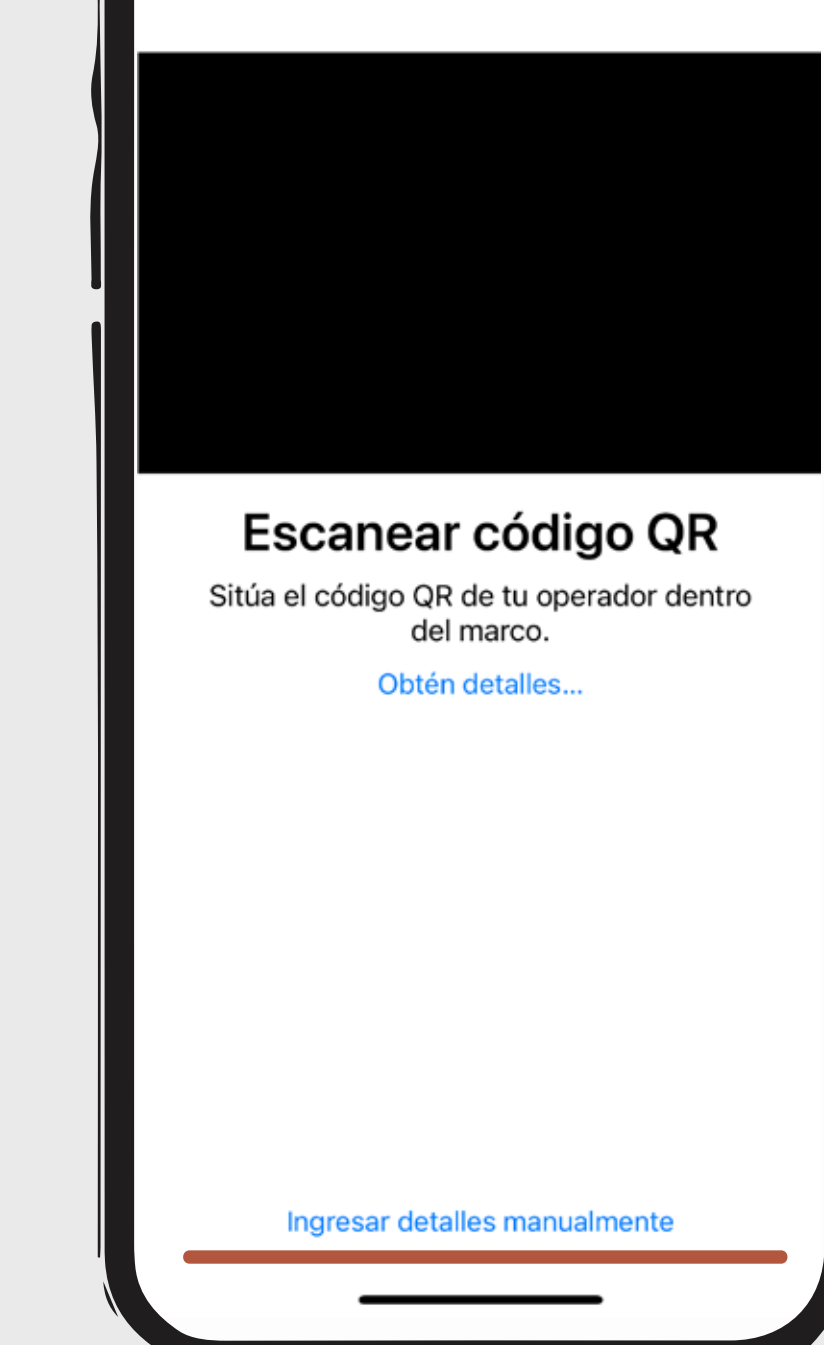 Escanear código QR
Sitúa el código QR de tu operador dentro
del marco.
Obtén detalles...
Ingresar detalles manualmente